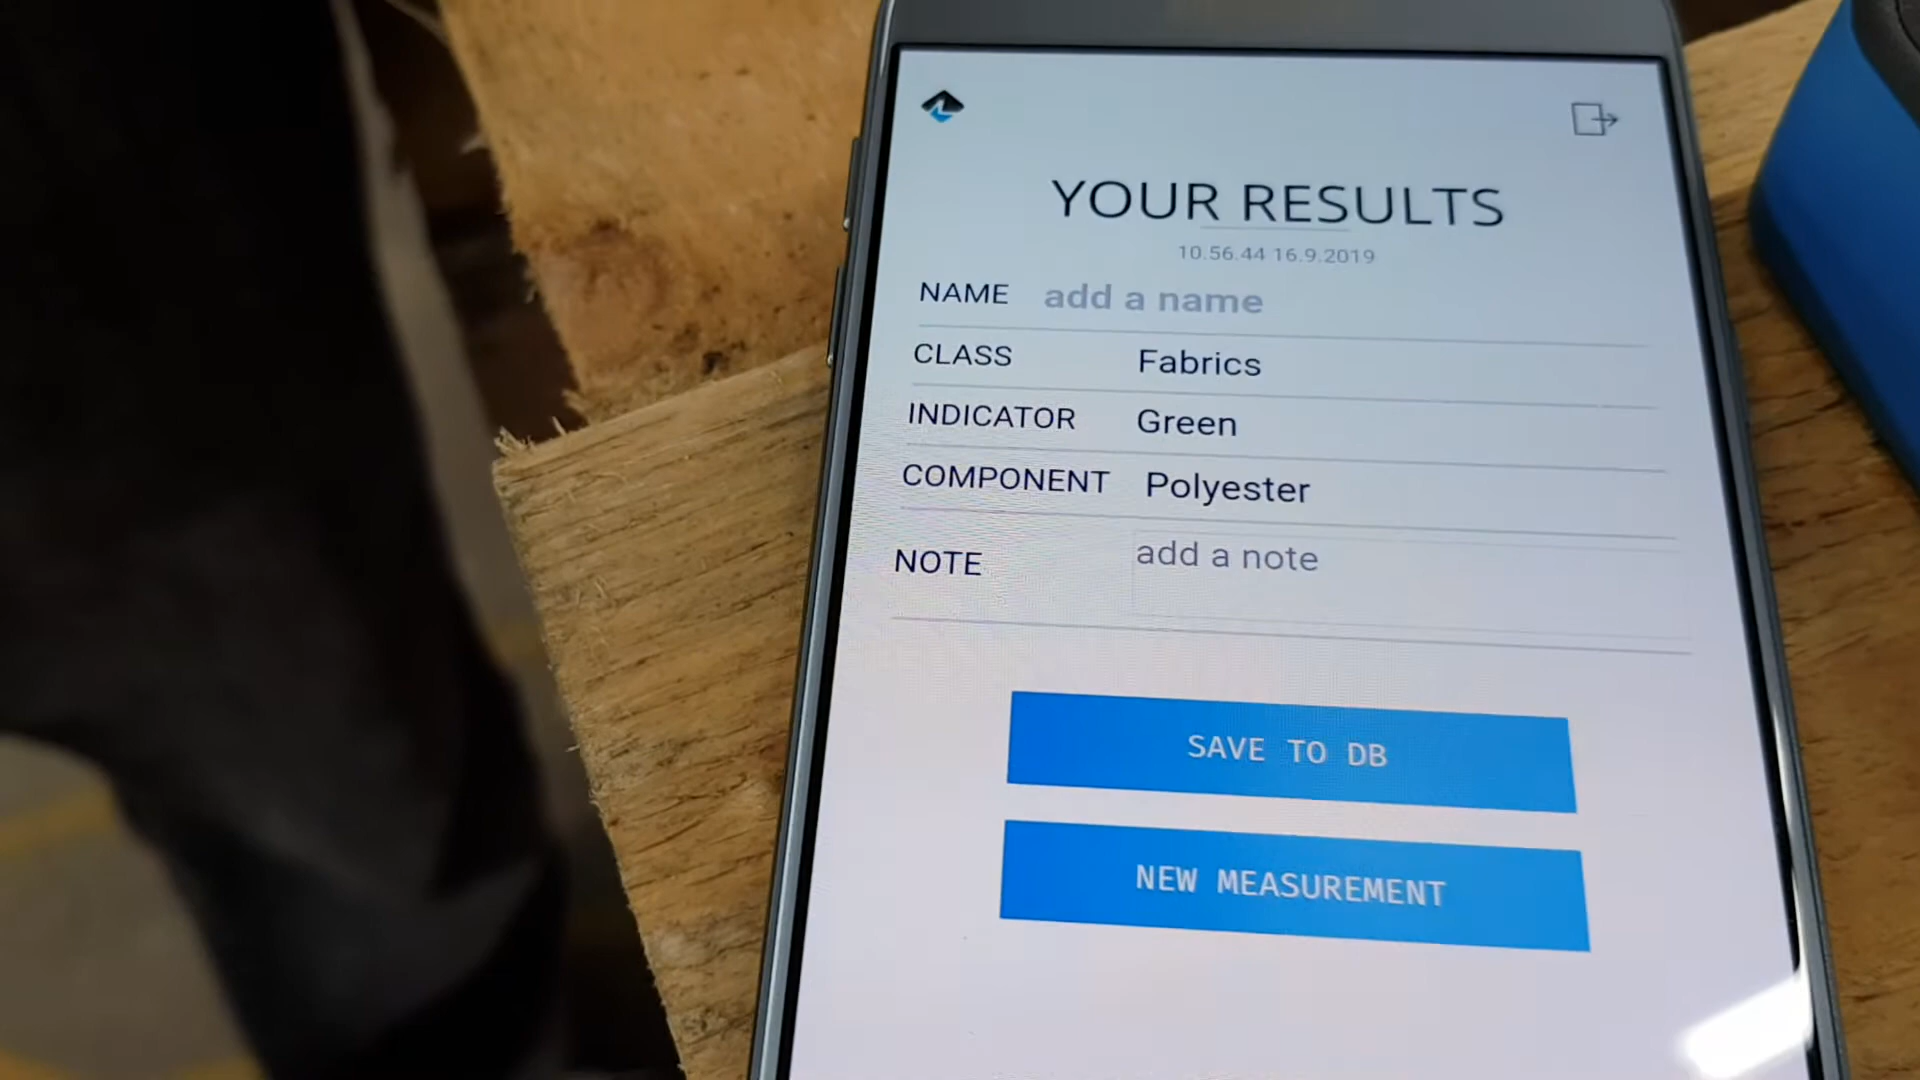 YOUR RESULTS
10.56.44 16.9.2019
NAME add a name
CLASS Fabrics
INDICATOR Green
COMPONENT Polyester
NOTE add a note
SAVE TO DB
NEW MEASUREMENT